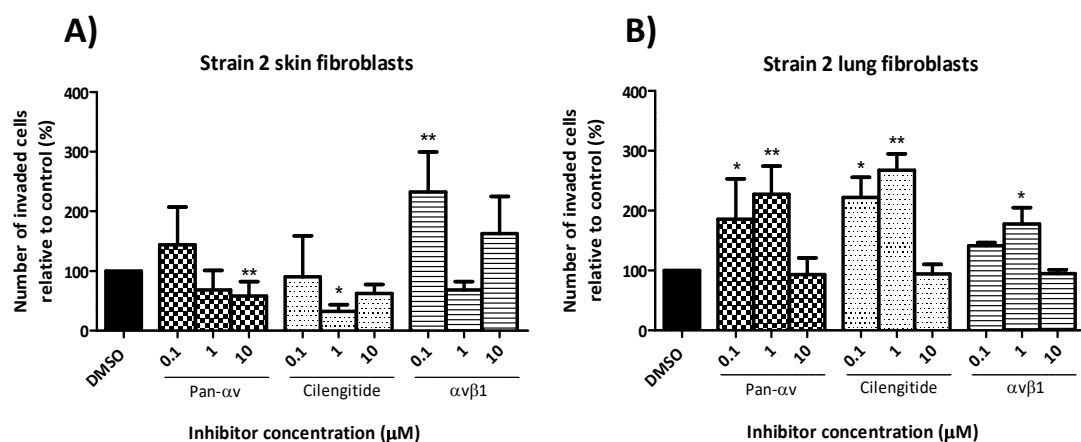 A)
Strain 2 skin fibroblasts
Number of invaded cells
relative to control (%)
400
300
200
100
0
**
*
**
DMSO
0.1
1
10
0.1
1
10
0.1
1
10
Pan-αv
Cilengitide
αvβ1
Inhibitor concentration (μM)
B)
Strain 2 lung fibroblasts
Number of invaded cells
relative to control (%)
400
300
200
100
0
*
**
*
**
*
DMSO
0.1
1
10
0.1
1
10
0.1
1
10
Pan-αv
Cilengitide
αvβ1
Inhibitor concentration (μM)